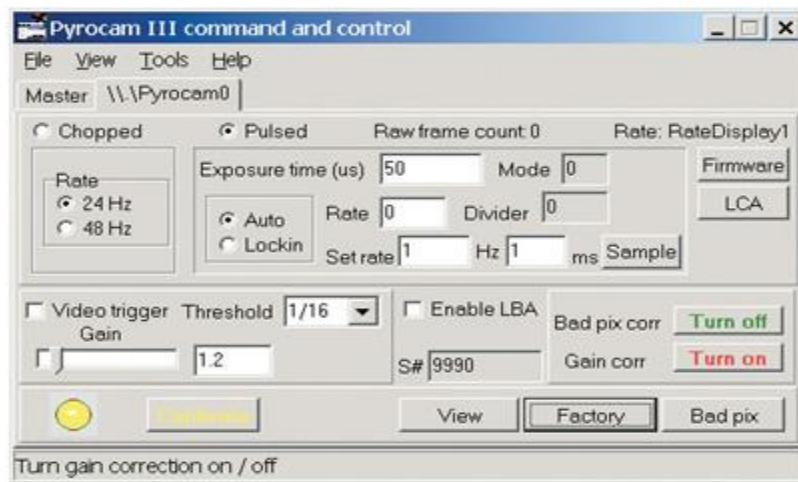 Pyrocam III command and control
File View Tools Help
Master \\.\Pyrocam0
Chopped Pulsed Raw frame count: 0 Rate: RateDisplay1
Rate
24 Hz
48 Hz
Exposure time (us) 50 Mode 0
Auto
Lockin
Rate 0 Divider 0
Set rate 1 Hz 1 ms Sample
Firmware
LCA
Video trigger Threshold 1/16
Gain
1.2
Enable LBA
S# 9990
Bad pix corr Turn off
Gain corr Turn on
View Factory Bad pix
Turn gain correction on / off